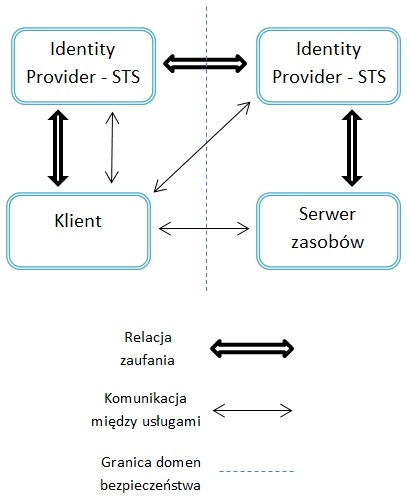 Identity
Provider - STS
Identity
Provider - STS
Klient
Serwer
zasobów
Relacja
zaufania
Komunikacja
między usługami
Granica domen
bezpieczeństwa